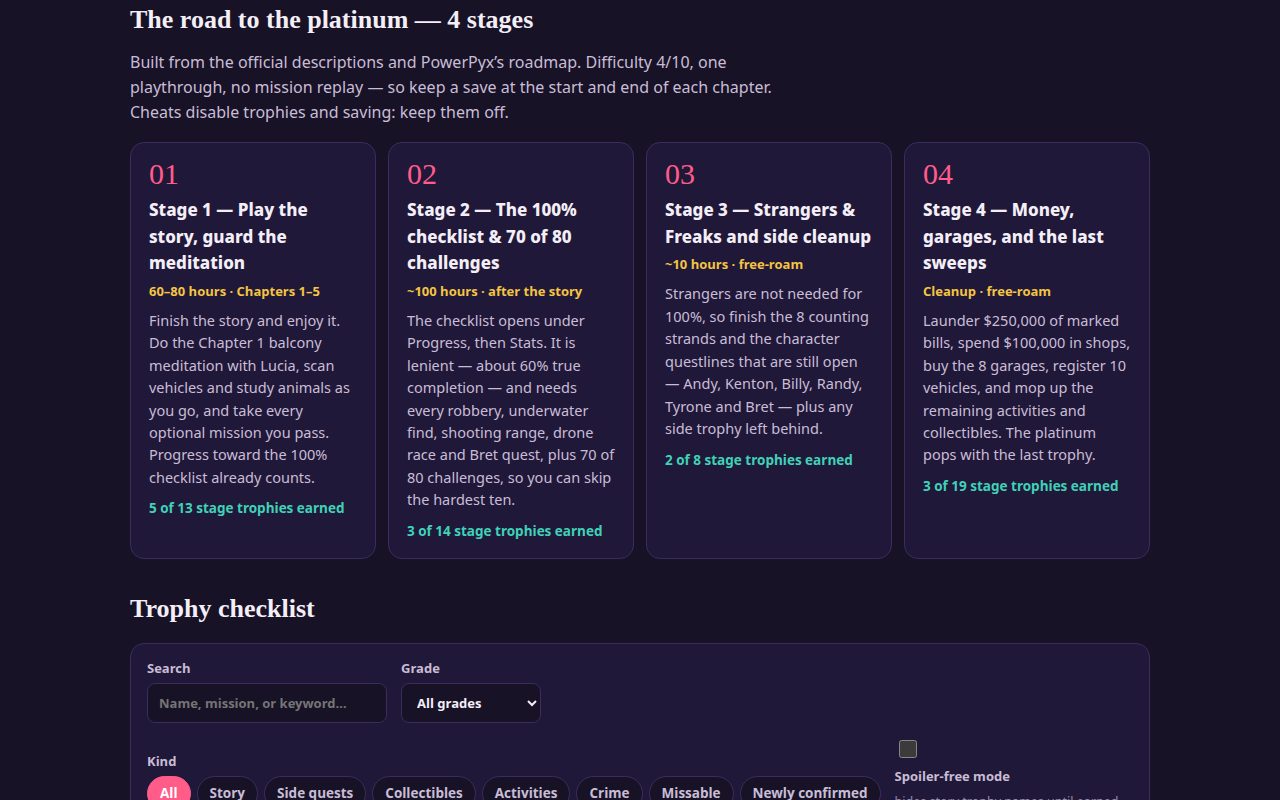 The road to the platinum — 4 stages
Built from the official descriptions and PowerPyx’s roadmap. Difficulty 4/10, one
playthrough, no mission replay — so keep a save at the start and end of each chapter.
Cheats disable trophies and saving: keep them off.
01
Stage 1 — Play the
story, guard the
meditation
60–80 hours · Chapters 1–5
Finish the story and enjoy it.
Do the Chapter 1 balcony
meditation with Lucia, scan
vehicles and study animals as
you go, and take every
optional mission you pass.
Progress toward the 100%
checklist already counts.
5 of 13 stage trophies earned
02
Stage 2 — The 100%
checklist & 70 of 80
challenges
~100 hours · after the story
The checklist opens under
Progress, then Stats. It is
lenient — about 60% true
completion — and needs
every robbery, underwater
find, shooting range, drone
race and Bret quest, plus 70 of
80 challenges, so you can skip
the hardest ten.
3 of 14 stage trophies earned
03
Stage 3 — Strangers &
Freaks and side cleanup
~10 hours · free-roam
Strangers are not needed for
100%, so finish the 8 counting
strands and the character
questlines that are still open
— Andy, Kenton, Billy, Randy,
Tyrone and Bret — plus any
side trophy left behind.
2 of 8 stage trophies earned
04
Stage 4 — Money,
garages, and the last
sweeps
Cleanup · free-roam
Launder $250,000 of marked
bills, spend $100,000 in shops,
buy the 8 garages, register 10
vehicles, and mop up the
remaining activities and
collectibles. The platinum
pops with the last trophy.
3 of 19 stage trophies earned
Trophy checklist
Search
Name, mission, or keyword…
Grade
All grades
Kind
All
Story
Side quests
Collectibles
Activities
Crime
Missable
Newly confirmed
Spoiler-free mode
hides story trophy names until earned